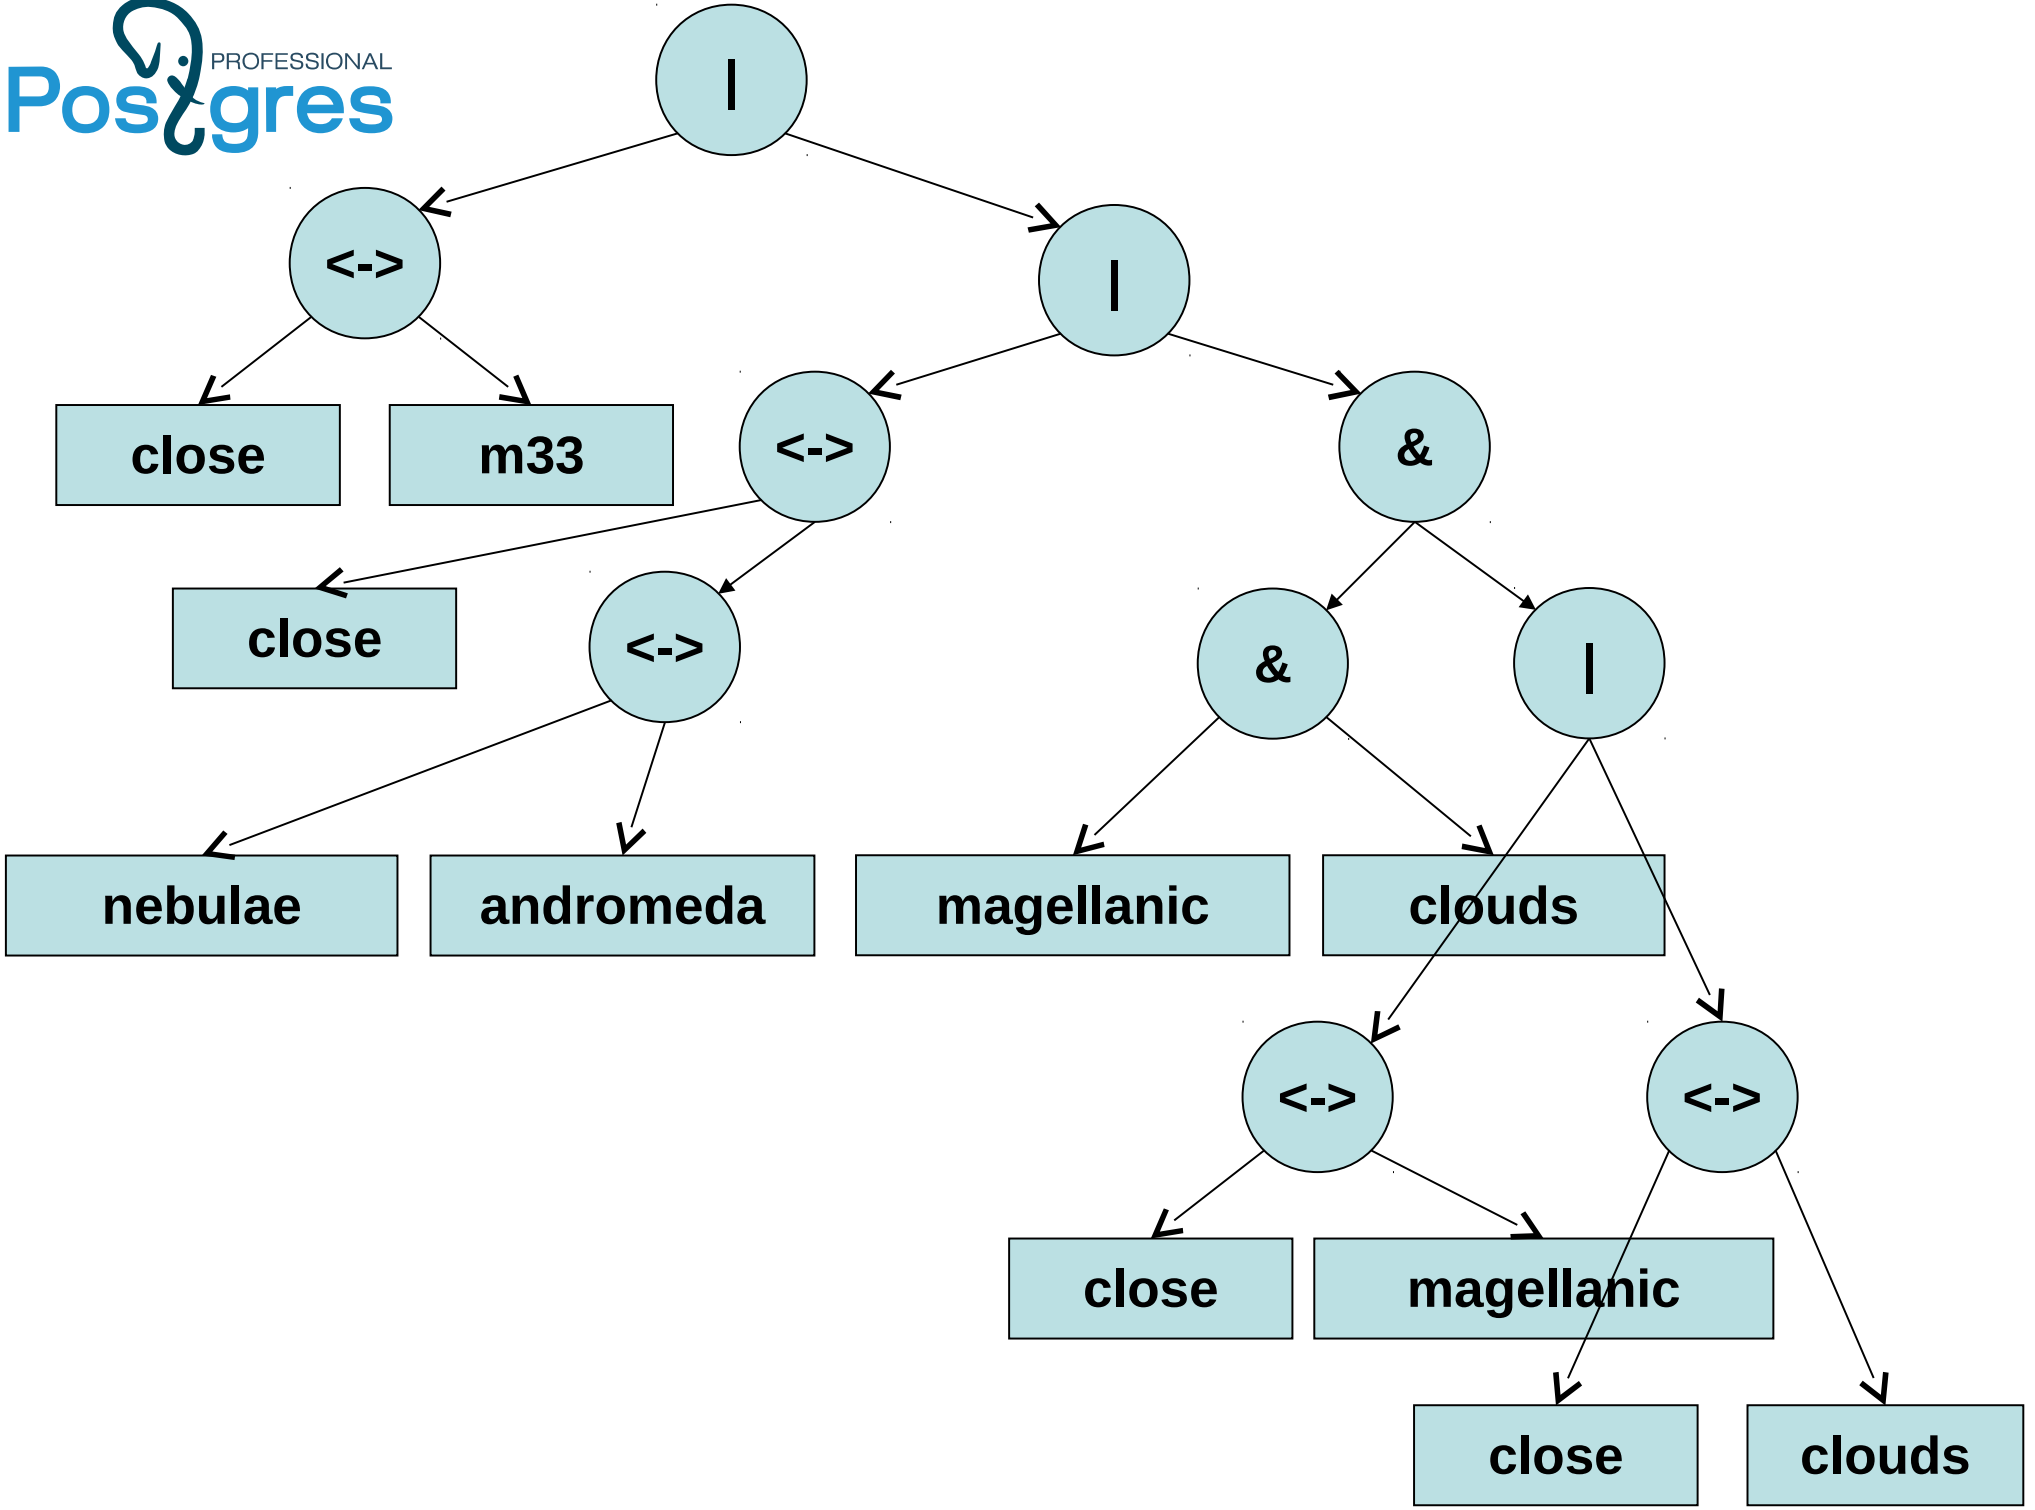 PROFESSIONAL
Postgres
|
<->
|
close
m33
<->
&
close
<->
&
|
nebulae
andromeda
magellanic
clouds
<->
<->
close
magellanic
close
clouds